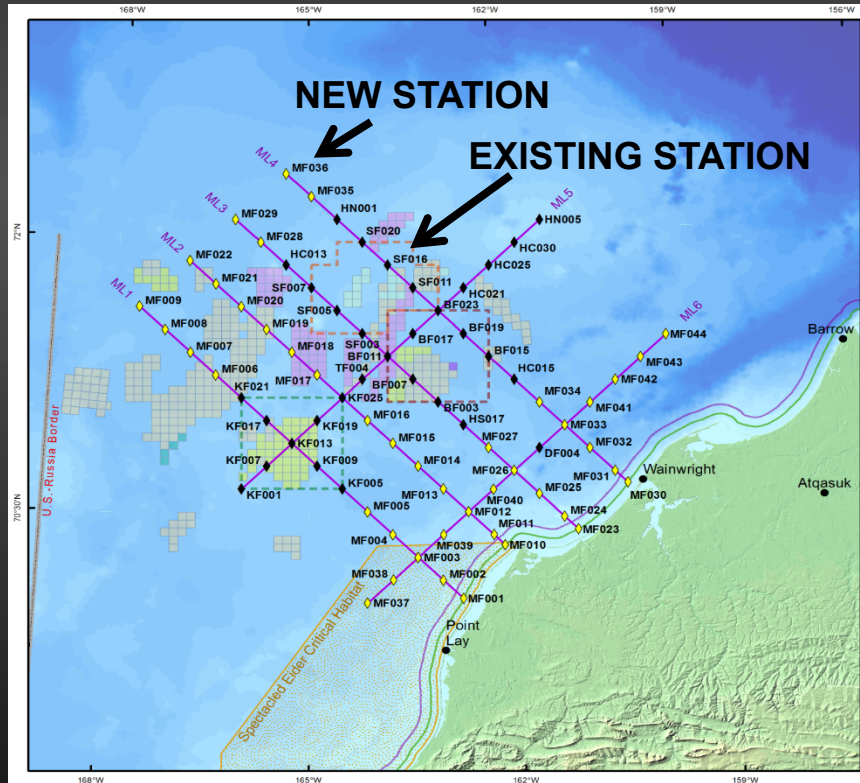 168°W
165°W
162°W
159°W
156°W
NEW STATION
EXISTING STATION
ML4
MF036
MF035
ML3
MF029
HN001
ML5
HN005
MF028
SF020
HC030
72°N
ML2
MF022
HC013
SF016
HC025
MF021
SF007
SF011
HC021
ML1
MF009
MF020
SF005
BF023
MF008
MF019
SF003
BF017
BF019
ML6
MF044
Barrow
MF007
MF018
BF011
BF015
MF043
MF006
MF017
TF004
BF007
HC015
MF042
KF021
KF025
BF003
MF034
MF041
KF017
KF019
MF016
HS017
MF033
KF013
MF015
MF027
DF004
MF032
KF007
KF009
MF014
MF026
MF031
Wainwright
KF001
KF005
MF013
MF040
MF025
MF030
Atqasuk
70°30'N
MF005
MF012
MF024
MF004
MF039
MF011
MF023
MF003
MF010
MF038
MF002
MF037
MF001
Point
Lay
U.S.-Russia Border
Spectacled Eider Critical Habitat
168°W
165°W
162°W
159°W